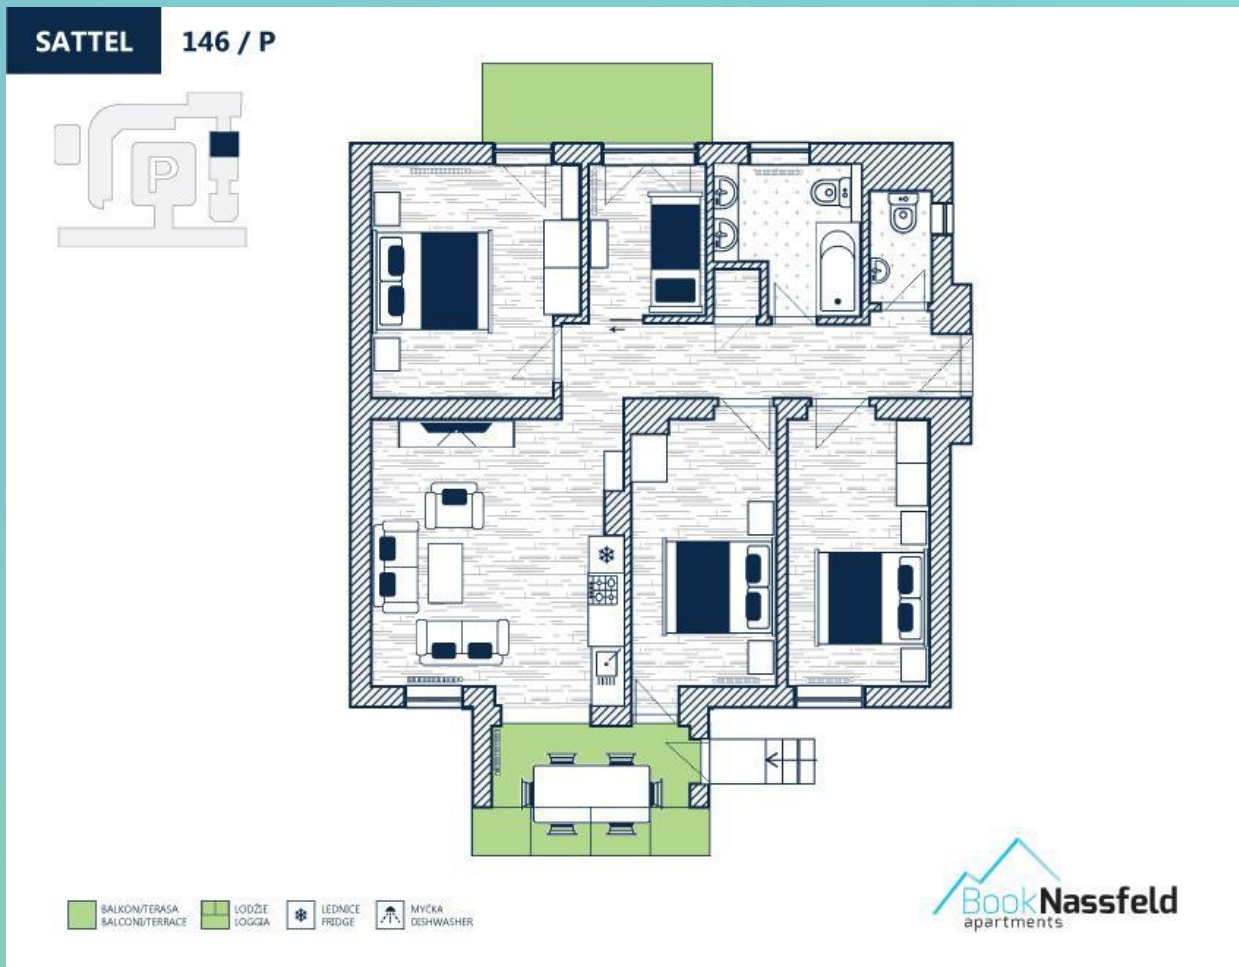 SATTEL 146 / P
P
BALKON/TERASA
BALCONI/TERRACE
LODŽIE
LOGGIA
LEDNICE
FRIDGE
MYČKA
DISHWASHER
BookNassfeld
apartments